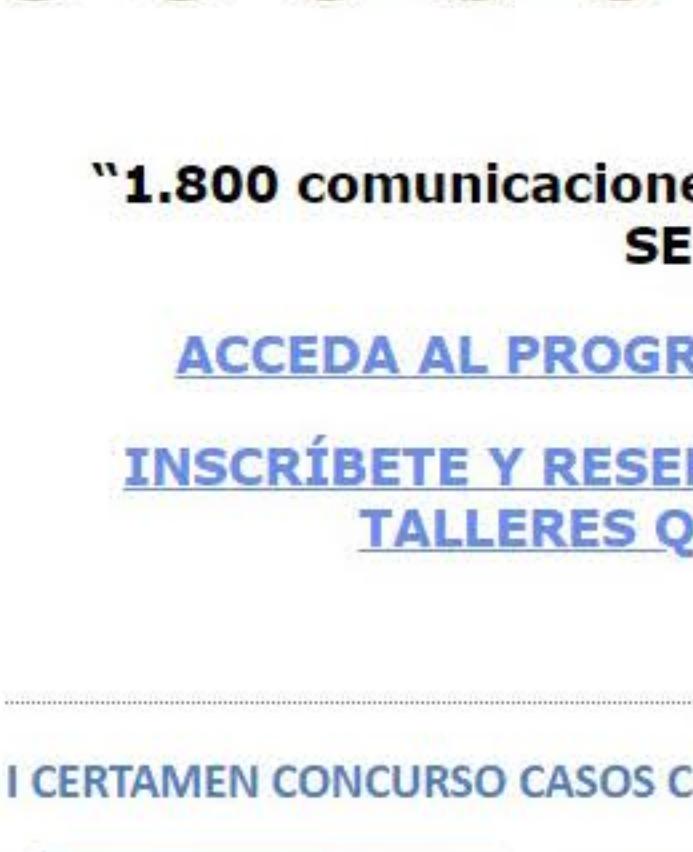 "1.800 comunicacione
SE
ACCEDA AL PROGR
INSCRÍBETE Y RESE
TALLERES Q
I CERTAMEN CONCURSO CASOS C